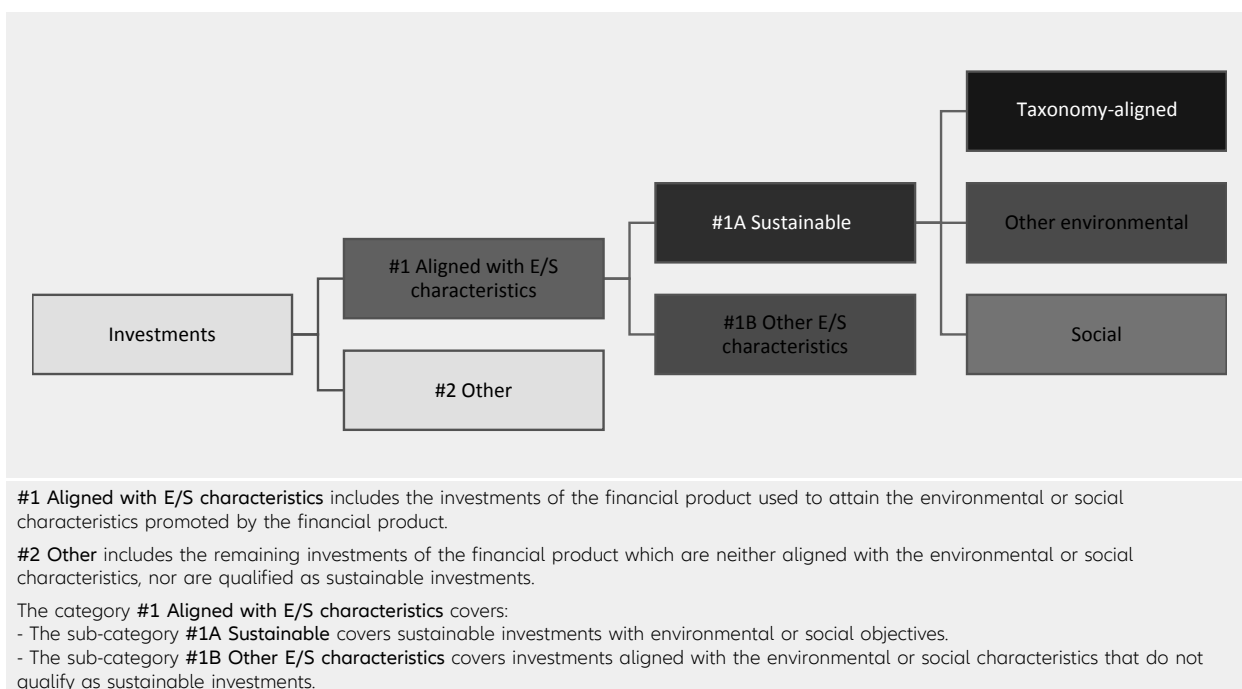 Taxonomy-aligned
#1A Sustainable
Other environmental
#1 Aligned with E/S
characteristics
Investments
#1B Other E/S
characteristics
Social
#2 Other
#1 Aligned with E/S characteristics includes the investments of the financial product used to attain the environmental or social
characteristics promoted by the financial product.
#2 Other includes the remaining investments of the financial product which are neither aligned with the environmental or social
characteristics, nor are qualified as sustainable investments.
The category #1 Aligned with E/S characteristics covers:
- The sub-category #1A Sustainable covers sustainable investments with environmental or social objectives.
- The sub-category #1B Other E/S characteristics covers investments aligned with the environmental or social characteristics that do not
qualify as sustainable investments.